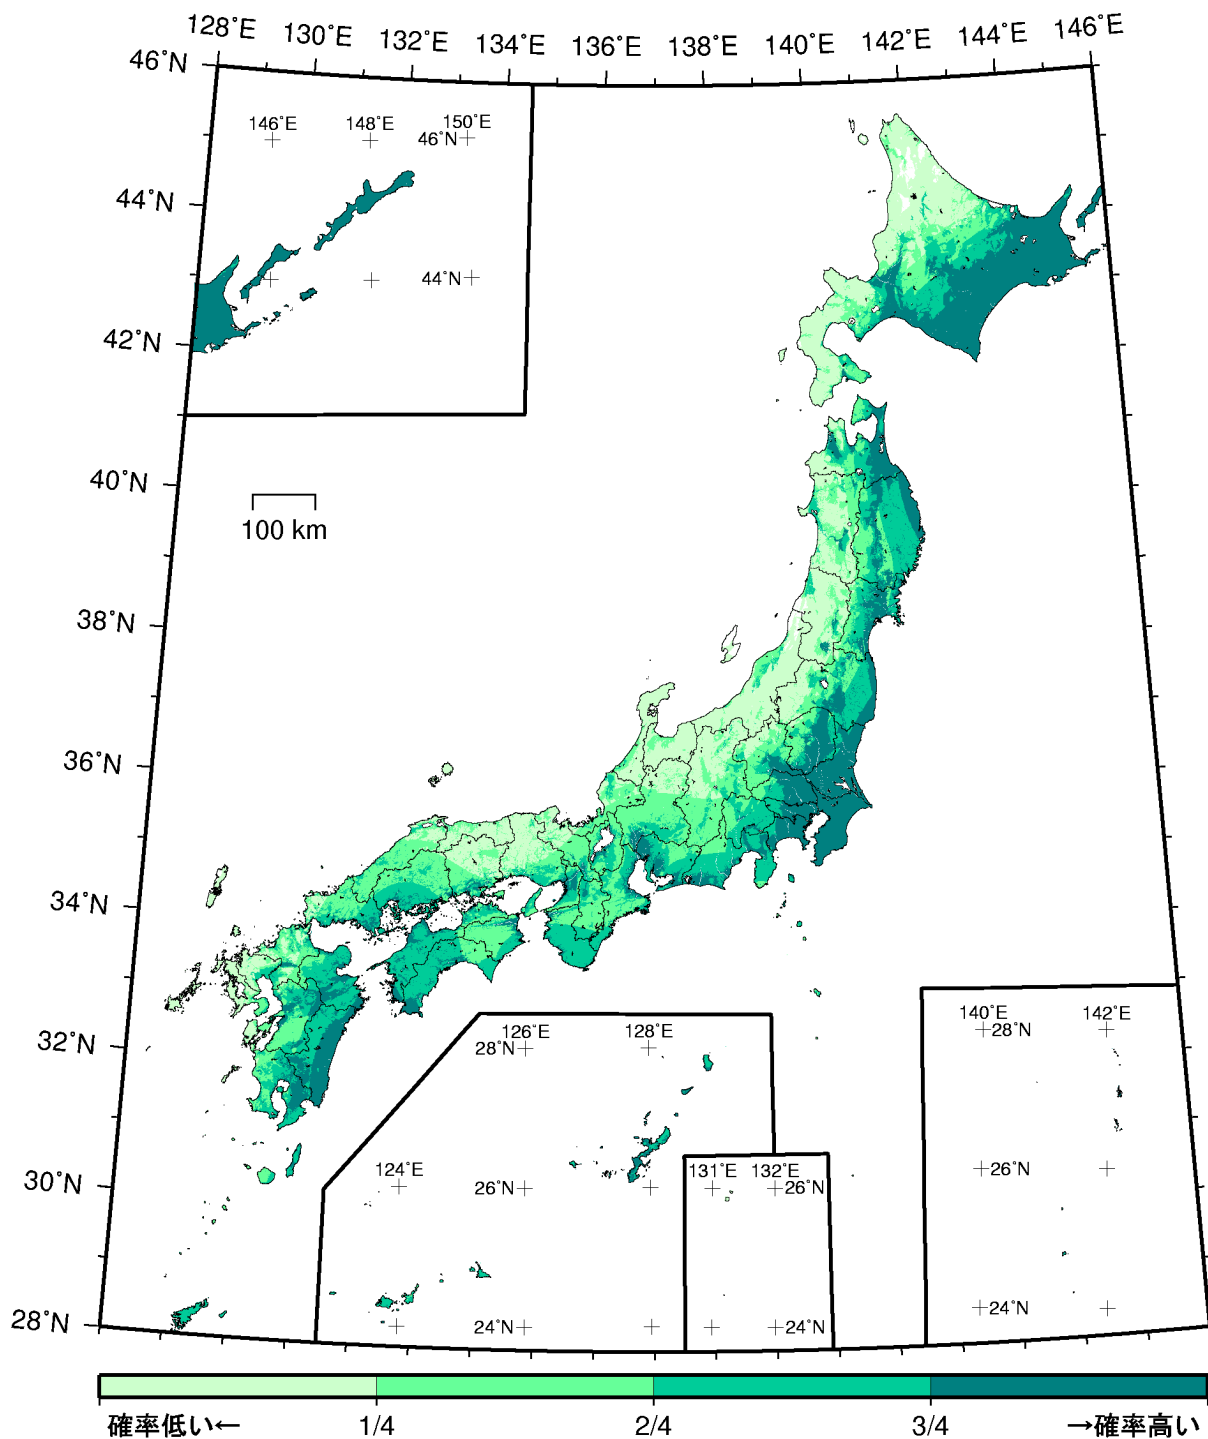 128°E 130°E 132°E 134°E 136°E 138°E 140°E 142°E 144°E 146°E
46°N
146°E 148°E 150°E
46°N
44°N
44°N
42°N
40°N
100 km
38°N
36°N
34°N
32°N
30°N
28°N
126°E 128°E
28°N
124°E
26°N
24°N
131°E 132°E
26°N
24°N
140°E 142°E
28°N
26°N
24°N
確率低い← 1/4 2/4 3/4 →確率高い